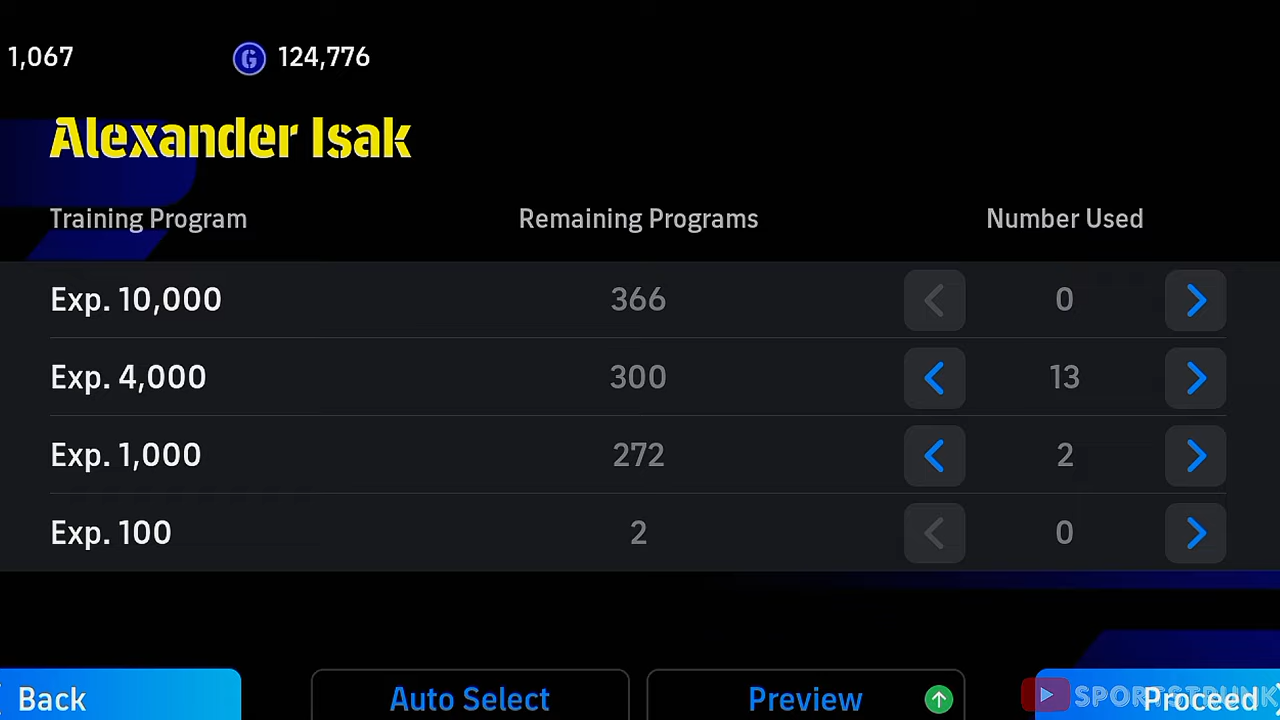 1,067 G 124,776
Alexander Isak
Training Program Remaining Programs Number Used
Exp. 10,000 366 0
Exp. 4,000 300 13
Exp. 1,000 272 2
Exp. 100 2 0
Back Auto Select Preview Proceed
SPORTSTRUNK